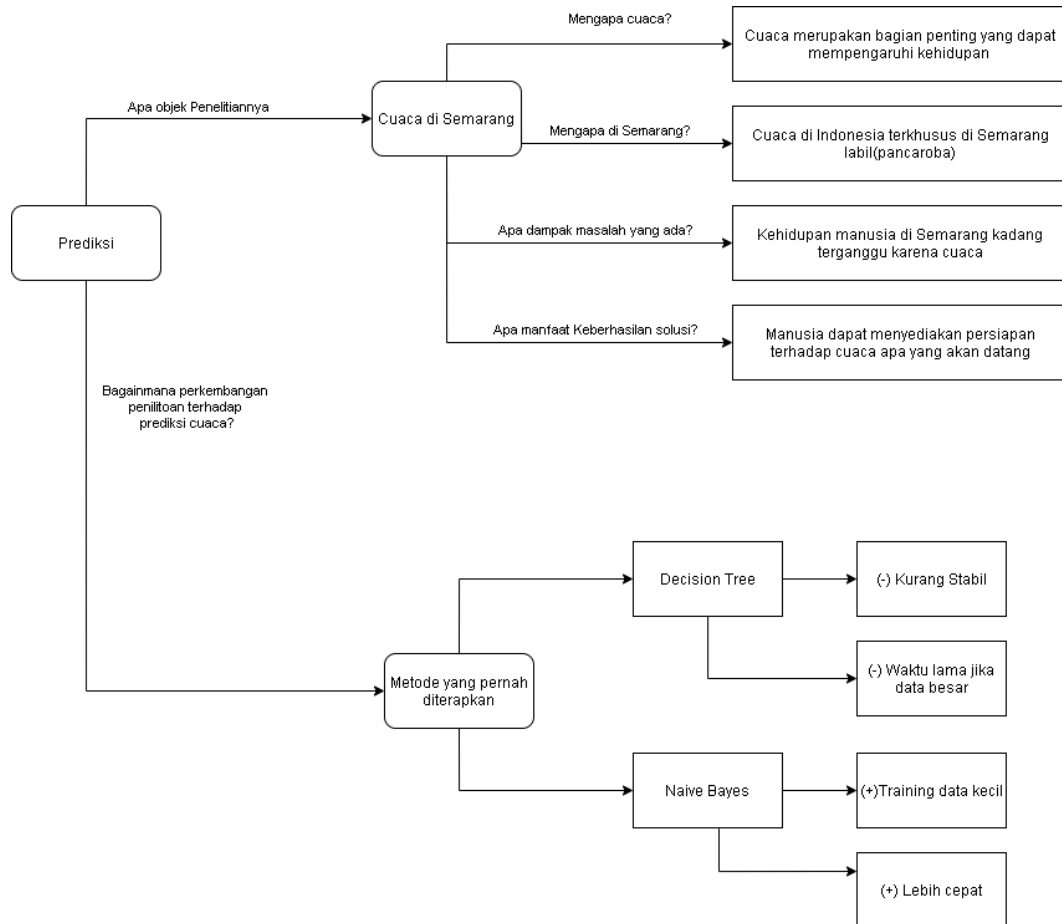 Mengapa cuaca?
Cuaca merupakan bagian penting yang dapat
mempengaruhi kehidupan
Apa objek Penelitiannya
Cuaca di Semarang
Mengapa di Semarang?
Cuaca di Indonesia terkhusus di Semarang
labil(pancaroba)
Prediksi
Apa dampak masalah yang ada?
Kehidupan manusia di Semarang kadang
terganggu karena cuaca
Apa manfaat Keberhasilan solusi?
Manusia dapat menyediakan persiapan
terhadap cuaca apa yang akan datang
Bagainmana perkembangan
penilitoan terhadap
prediksi cuaca?
Metode yang pernah
diterapkan
Decision Tree
(-) Kurang Stabil
(-) Waktu lama jika
data besar
Naive Bayes
(+)Training data kecil
(+) Lebih cepat